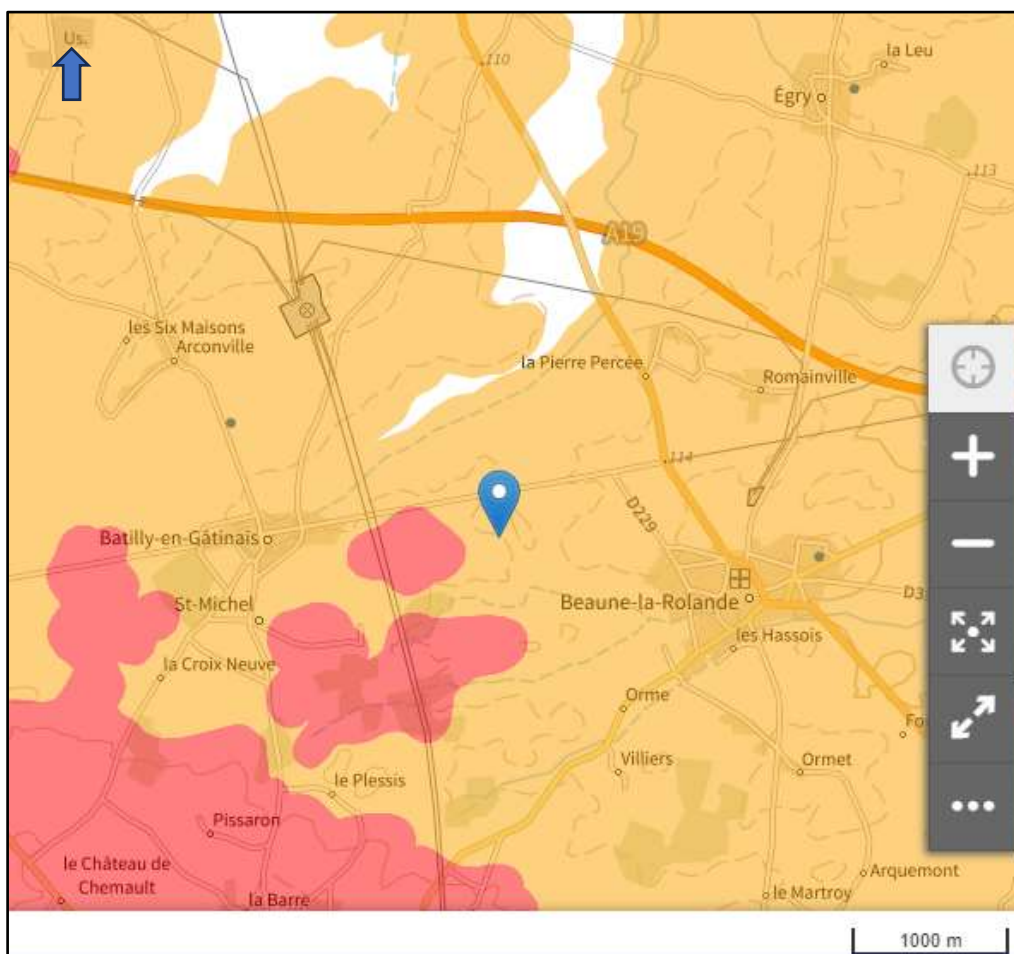 Us.
110
la Leu
Égry
113
A19
les Six Maisons
Arconville
la Pierre Percée
Romainville
114
D229
Batilly-en-Gâtinais
Beaune-la-Rolande
D3
St-Michel
les Hassois
la Croix Neuve
Orme
Fo
Villiers
Ormet
le Plessis
Pissaron
le Château de
Chemault
la Barre
le Martroy
Arquemont
1000 m